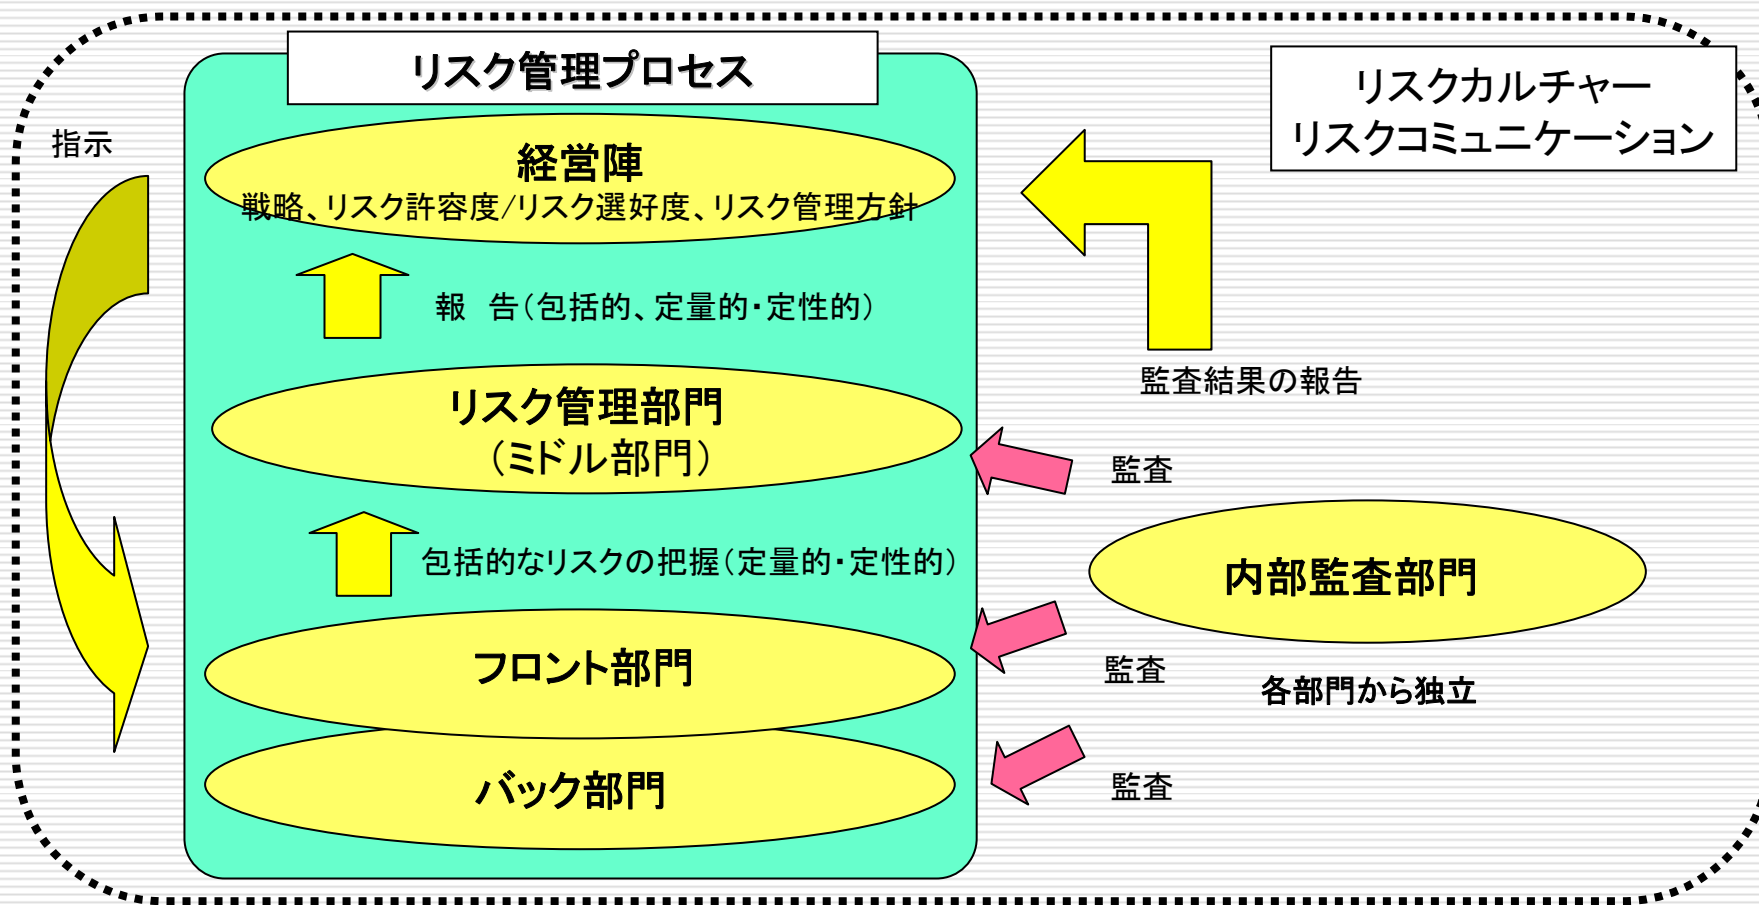 リスク管理プロセス
リスクカルチャー
リスクコミュニケーション
指示
経営陣
戦略、リスク許容度/リスク選好度、リスク管理方針
報　告(包括的、定量的・定性的)
監査結果の報告
リスク管理部門
(ミドル部門)
監査
包括的なリスクの把握(定量的・定性的)
内部監査部門
フロント部門
監査
各部門から独立
バック部門
監査